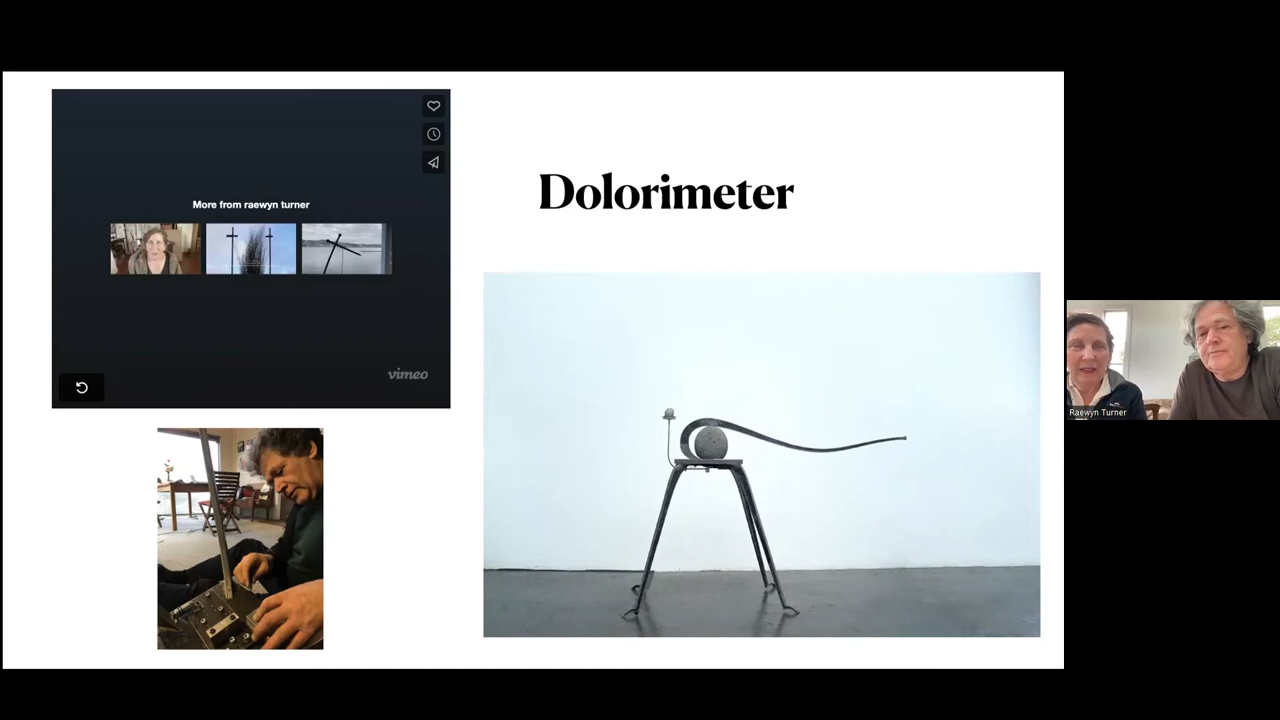 More from raewyn turner
vimeo
Dolorimeter
Raewyn Turner